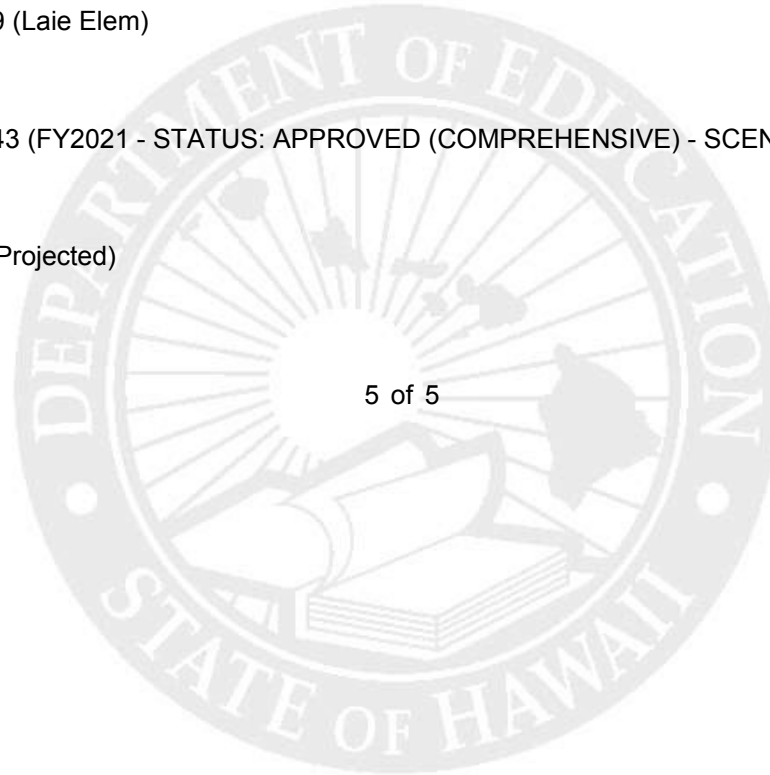 9 (Laie Elem)
43 (FY2021 - STATUS: APPROVED (COMPREHENSIVE) - SCEN
Projected)
5 of 5
DEPARTMENT OF EDUCATION
STATE OF HAWAII